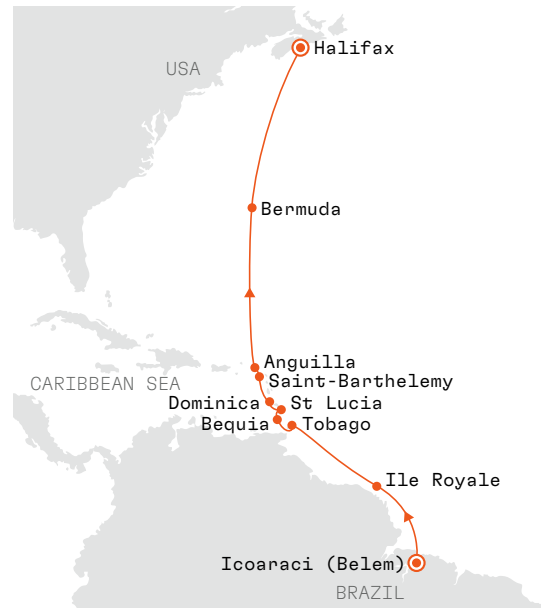 Halifax
USA
Bermuda
Anguilla
CARIBBEAN SEA
Saint-Barthelemy
Dominica
St Lucia
Bequia
Tobago
Ile Royale
Icoaraci (Belem)
BRAZIL